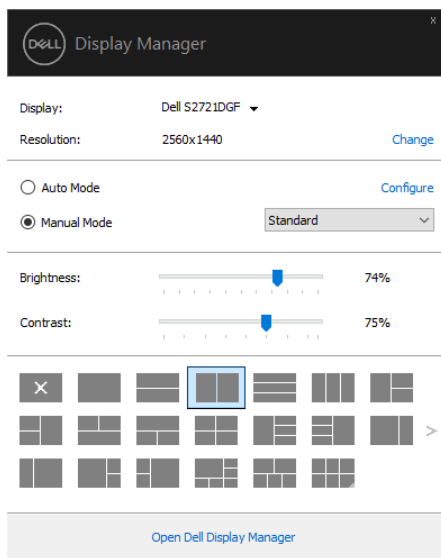 x
DELL Display Manager
Display: Dell S2721DGF
Resolution: 2560x1440 Change
Auto Mode Configure
Manual Mode Standard
Brightness: 74%
Contrast: 75%
Open Dell Display Manager